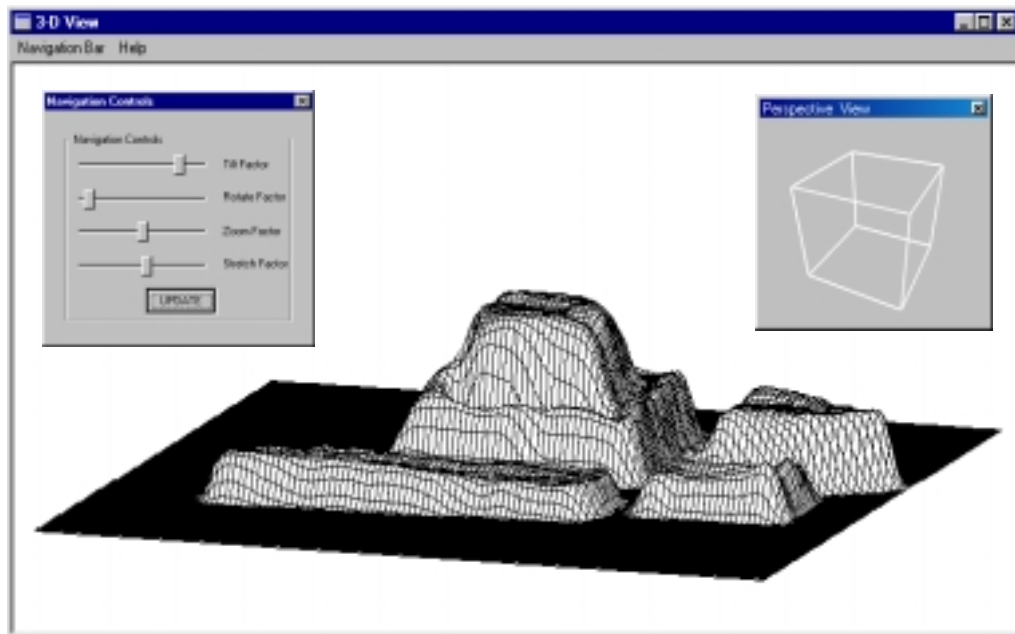 3-D View
Navigation Bar Help
Navigation Controls
Navigation Controls
Tilt Factor
Rotate Factor
Zoom Factor
Stretch Factor
UPDATE
Perspective View